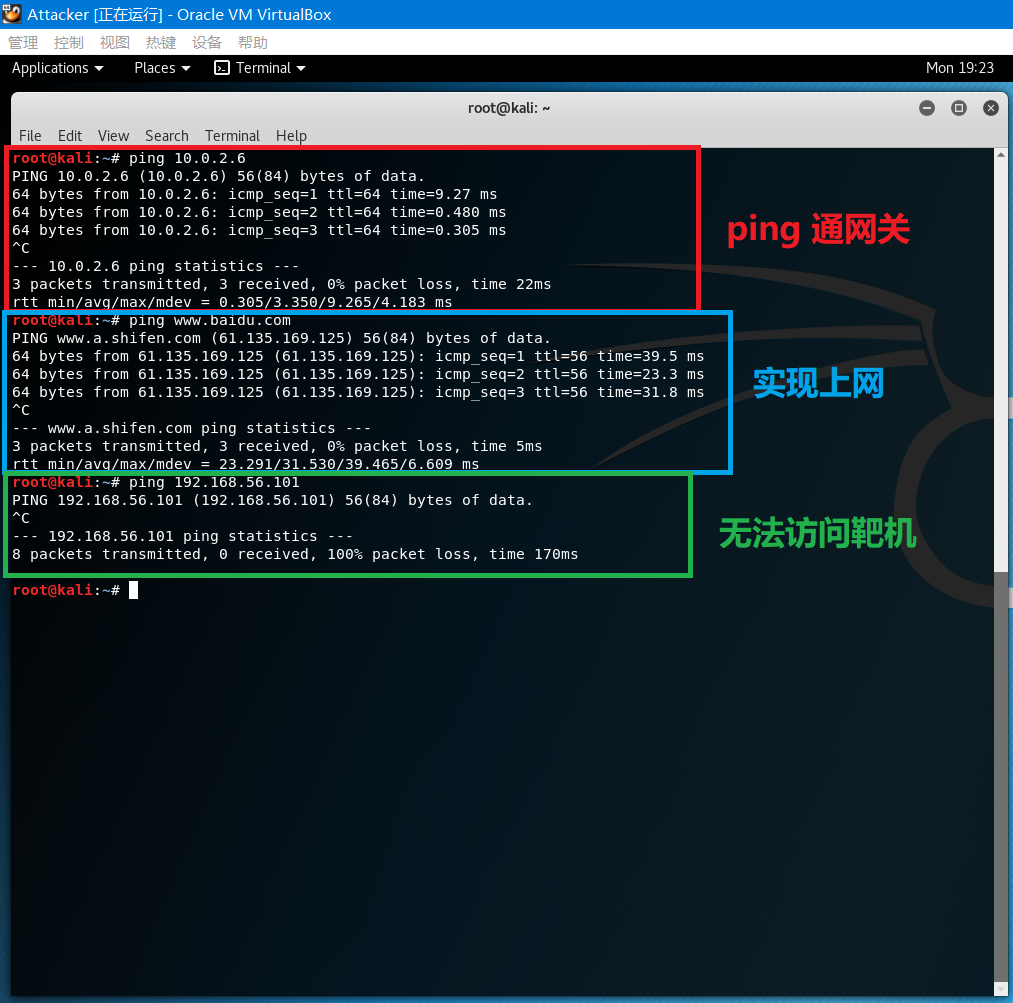 Attacker [正在运行] - Oracle VM VirtualBox
管理 控制 视图 热键 设备 帮助
Applications Places Terminal Mon 19:23
root@kali: ~
File Edit View Search Terminal Help
root@kali:~# ping 10.0.2.6
PING 10.0.2.6 (10.0.2.6) 56(84) bytes of data.
64 bytes from 10.0.2.6: icmp_seq=1 ttl=64 time=9.27 ms
64 bytes from 10.0.2.6: icmp_seq=2 ttl=64 time=0.480 ms
64 bytes from 10.0.2.6: icmp_seq=3 ttl=64 time=0.305 ms
^C
--- 10.0.2.6 ping statistics ---
3 packets transmitted, 3 received, 0% packet loss, time 22ms
rtt min/avg/max/mdev = 0.305/3.350/9.265/4.183 ms
ping 通网关
root@kali:~# ping www.baidu.com
PING www.a.shifen.com (61.135.169.125) 56(84) bytes of data.
64 bytes from 61.135.169.125 (61.135.169.125): icmp_seq=1 ttl=56 time=39.5 ms
64 bytes from 61.135.169.125 (61.135.169.125): icmp_seq=2 ttl=56 time=23.3 ms
64 bytes from 61.135.169.125 (61.135.169.125): icmp_seq=3 ttl=56 time=31.8 ms
^C
--- www.a.shifen.com ping statistics ---
3 packets transmitted, 3 received, 0% packet loss, time 5ms
rtt min/avg/max/mdev = 23.291/31.530/39.465/6.609 ms
实现上网
root@kali:~# ping 192.168.56.101
PING 192.168.56.101 (192.168.56.101) 56(84) bytes of data.
^C
--- 192.168.56.101 ping statistics ---
8 packets transmitted, 0 received, 100% packet loss, time 170ms
无法访问靶机
root@kali:~#